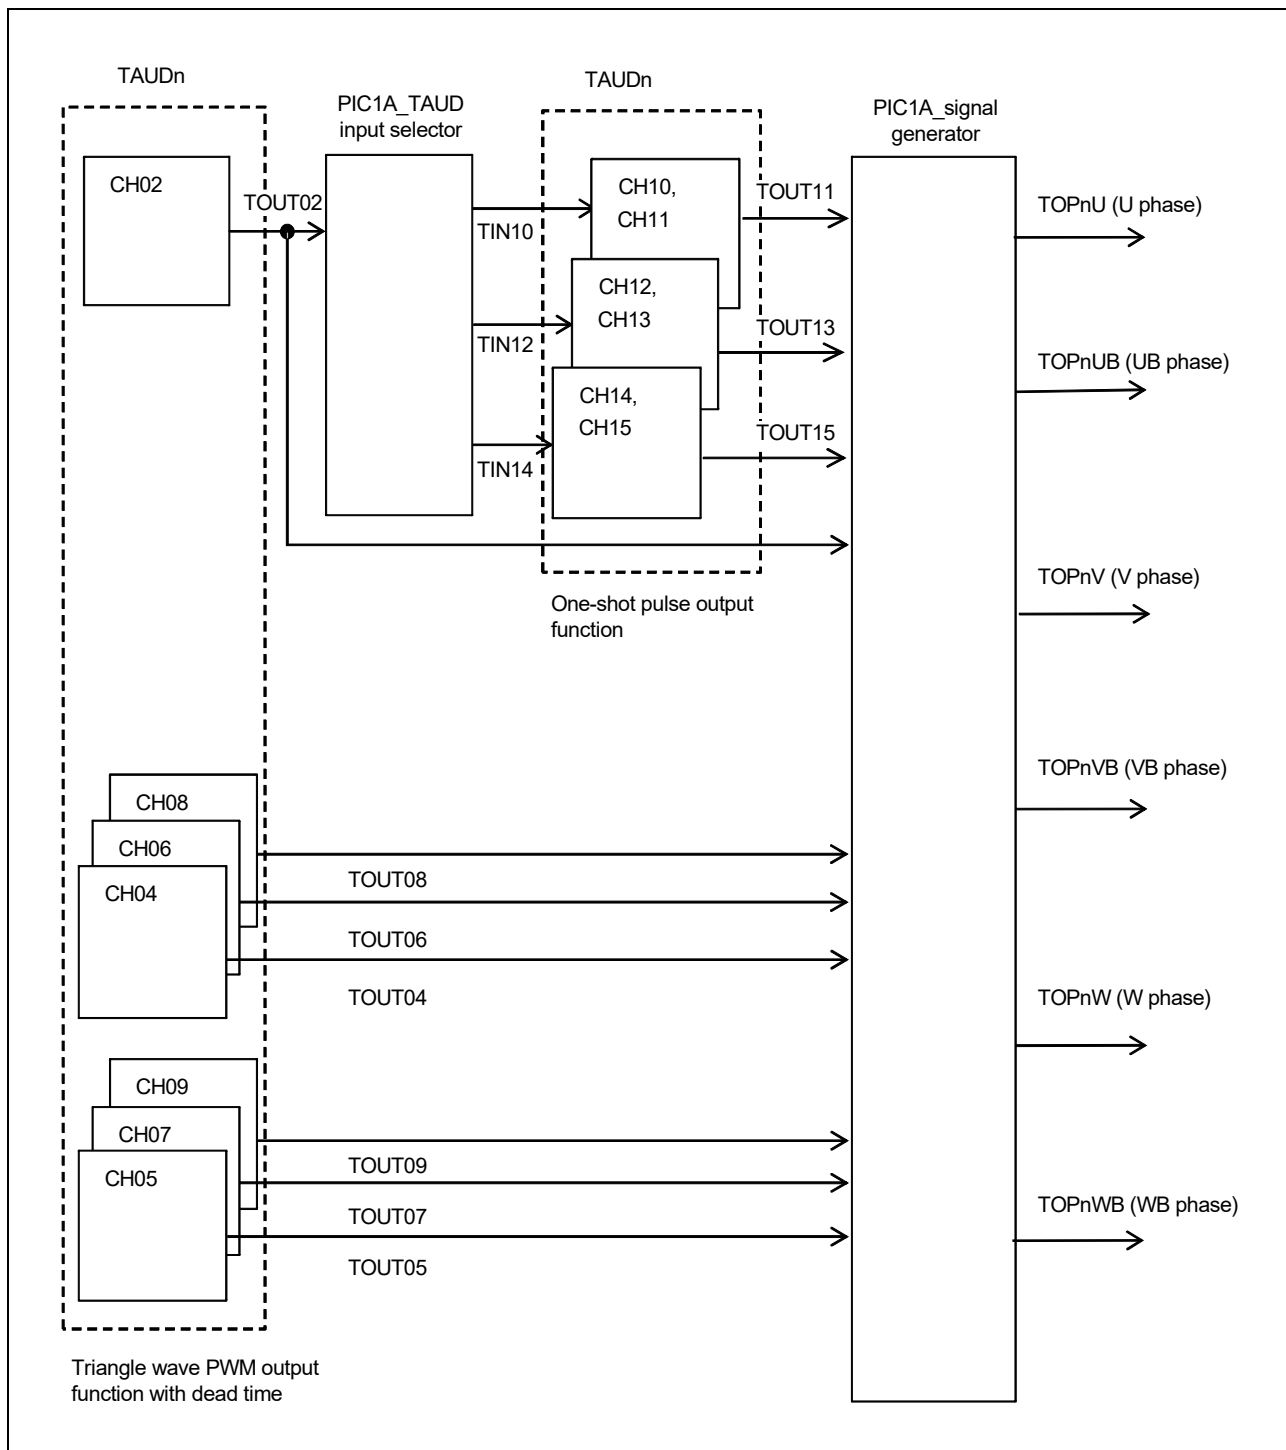 TAUDn
TAUDn
PIC1A_TAUD
input selector
PIC1A_signal
generator
CH02
TOUT02
TIN10
TIN12
TIN14
CH10,
CH11
CH12,
CH13
CH14,
CH15
TOUT11
TOUT13
TOUT15
One-shot pulse output
function
TOPnU (U phase)
TOPnUB (UB phase)
TOPnV (V phase)
TOPnVB (VB phase)
TOPnW (W phase)
TOPnWB (WB phase)
CH08
CH06
CH04
TOUT08
TOUT06
TOUT04
CH09
CH07
CH05
TOUT09
TOUT07
TOUT05
Triangle wave PWM output
function with dead time